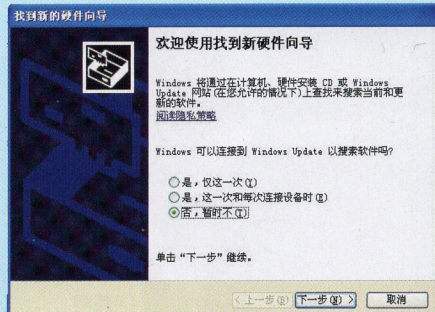 找到新的硬件向导
欢迎使用找到新硬件向导
Windows 将通过在计算机、硬件安装 CD 或 Windows
Update 网站(在您允许的情况下)上查找来搜索当前和更
新的软件。
阅读隐私策略
Windows 可以连接到 Windows Update 以搜索软件吗?
是，仅这一次(Y)
是，这一次和每次连接设备时(E)
否，暂时不(T)
单击“下一步”继续。
<上一步(B) 下一步(N)> 取消